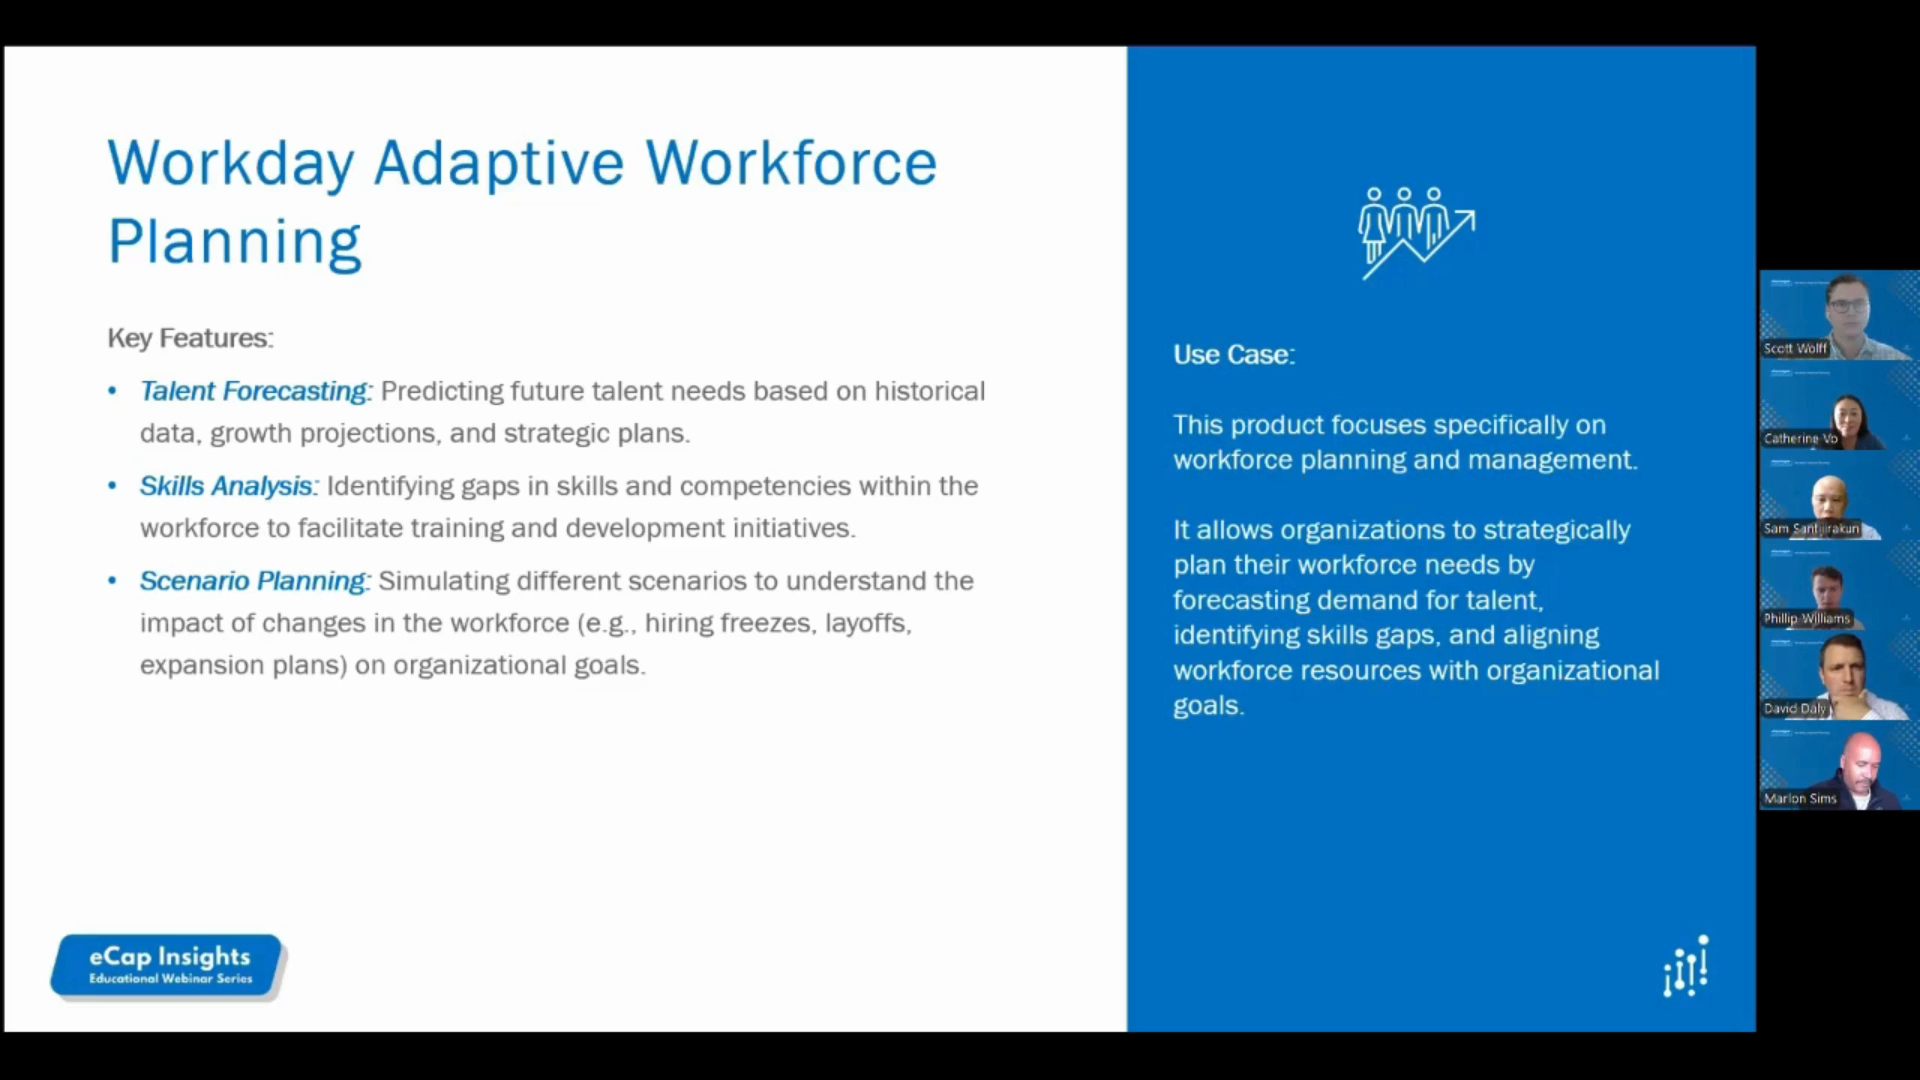 Workday Adaptive Workforce
Planning
Key Features:
• Talent Forecasting: Predicting future talent needs based on historical
data, growth projections, and strategic plans.
• Skills Analysis: Identifying gaps in skills and competencies within the
workforce to facilitate training and development initiatives.
• Scenario Planning: Simulating different scenarios to understand the
impact of changes in the workforce (e.g., hiring freezes, layoffs,
expansion plans) on organizational goals.
eCap Insights
Educational Webinar Series
Use Case:
This product focuses specifically on
workforce planning and management.
It allows organizations to strategically
plan their workforce needs by
forecasting demand for talent,
identifying skills gaps, and aligning
workforce resources with organizational
goals.
Scott Wolff
Catherine Vo
Sam Santijirakun
Phillip Williams
David Daly
Marlon Sims